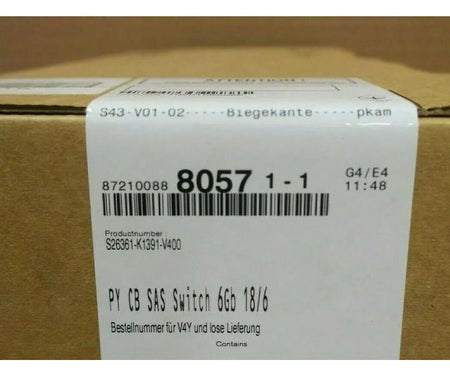 ATTENTION
S43-V01-02-----Biegekante-----pkam
87210088 8057 1-1 G4/E4
11:48
Productnumber:
S26361-K1391-V400
PY CB SAS Switch 6Gb 18/6
Bestellnummer für V4Y und lose Lieferung
Contains